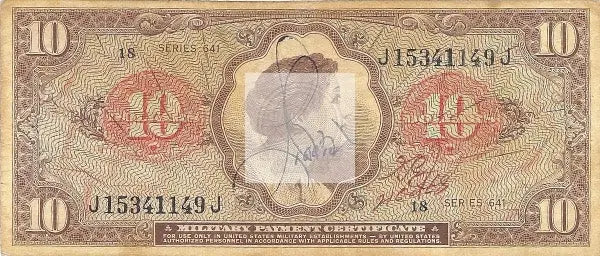 10 10
18 SERIES 641 J15341149J
10 10
J15341149J 18 SERIES 641
10 MILITARY PAYMENT CERTIFICATE 10
FOR USE ONLY IN UNITED STATES MILITARY ESTABLISHMENTS – BY UNITED STATES
AUTHORIZED PERSONNEL IN ACCORDANCE WITH APPLICABLE RULES AND REGULATIONS.